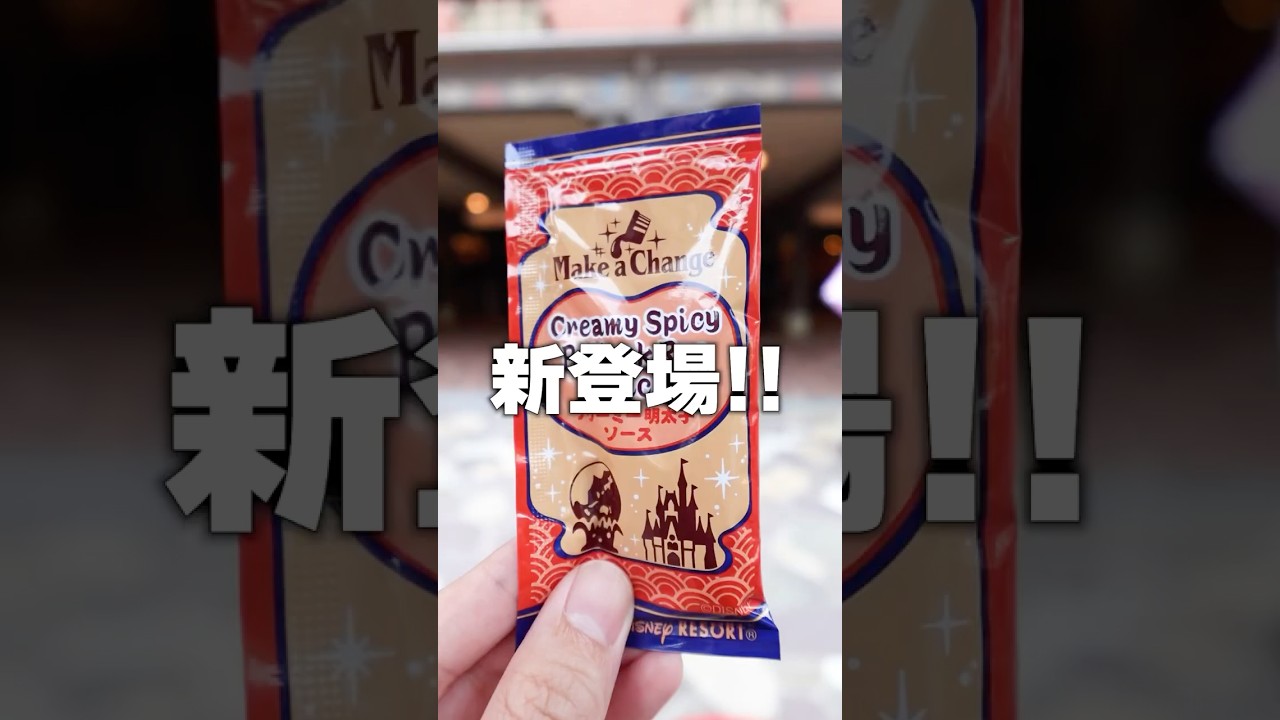 Make a Change
Creamy Spicy
新登場!!
明太子
ソース
©DISNEY
DISNEY RESORT®